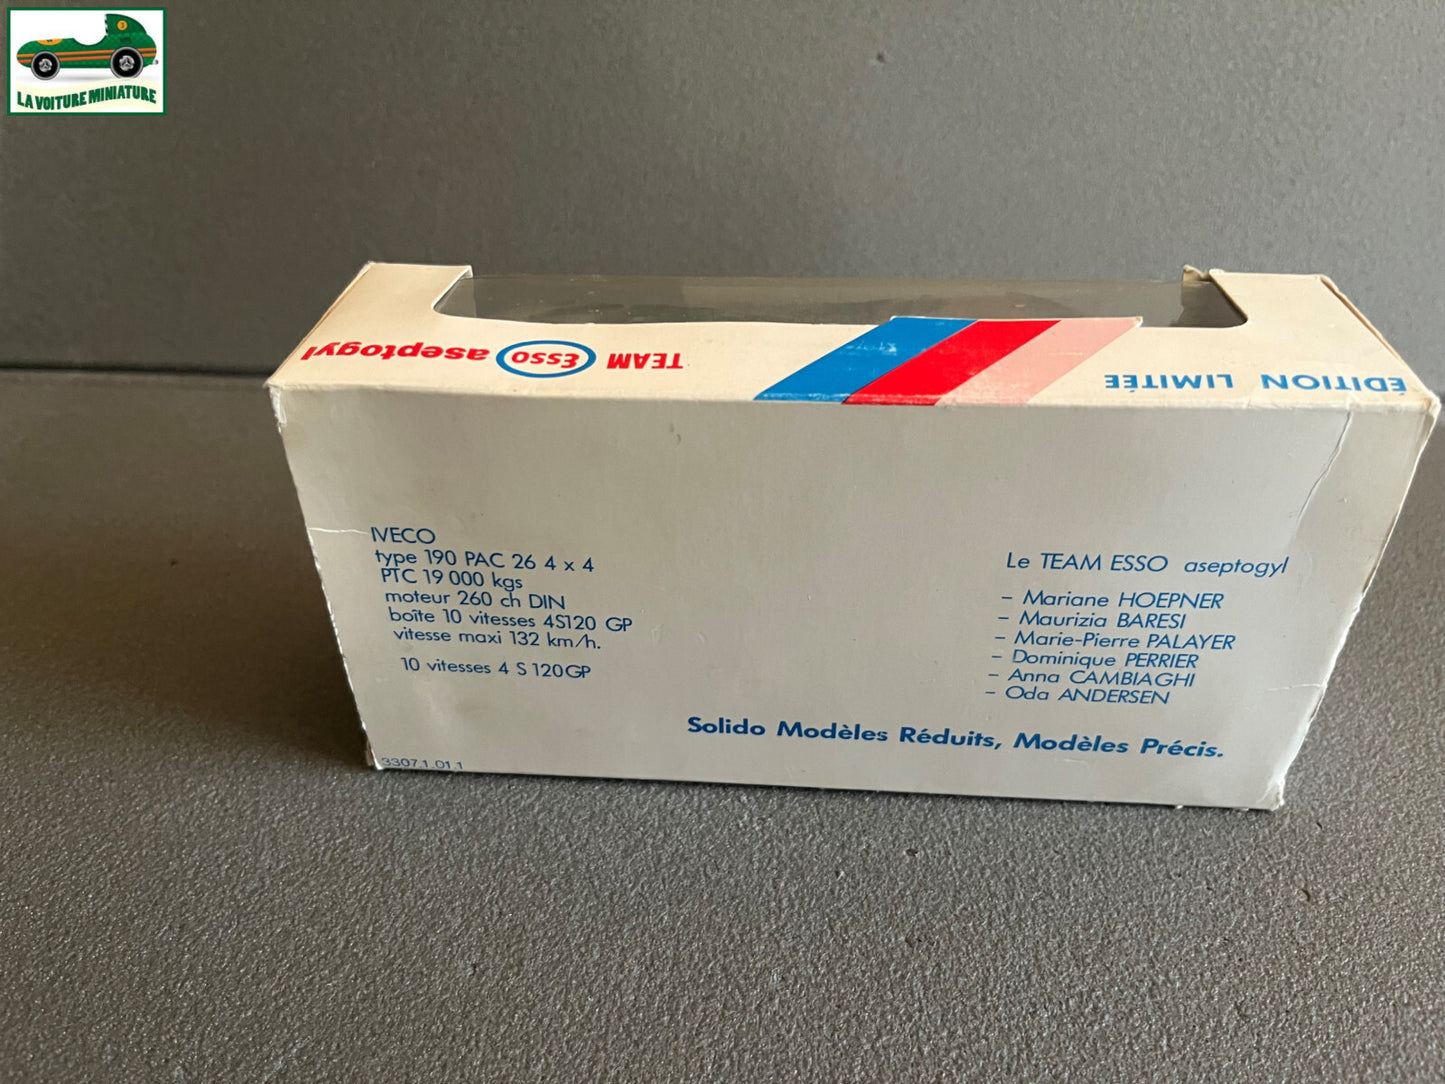 LA VOITURE MINIATURE
TEAM Esso aseptogyl
ÉDITION LIMITÉE
IVECO
type 190 PAC 26 4 x 4
PTC 19 000 kgs
moteur 260 ch DIN
boîte 10 vitesses 4S120 GP
vitesse maxi 132 km/h.
10 vitesses 4 S 120GP
3307.1.01.1
Le TEAM ESSO aseptogyl
– Mariane HOEPNER
– Maurizia BARESI
– Marie-Pierre PALAYER
– Dominique PERRIER
– Anna CAMBIAGHI
– Oda ANDERSEN
Solido Modèles Réduits, Modèles Précis.